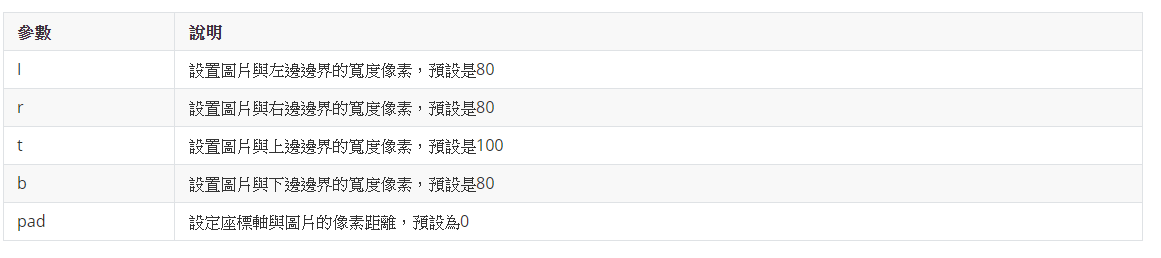 參數 說明
l 設置圖片與左邊邊界的寬度像素，預設是80
r 設置圖片與右邊邊界的寬度像素，預設是80
t 設置圖片與上邊邊界的寬度像素，預設是100
b 設置圖片與下邊邊界的寬度像素，預設是80
pad 設定座標軸與圖片的像素距離，預設為0